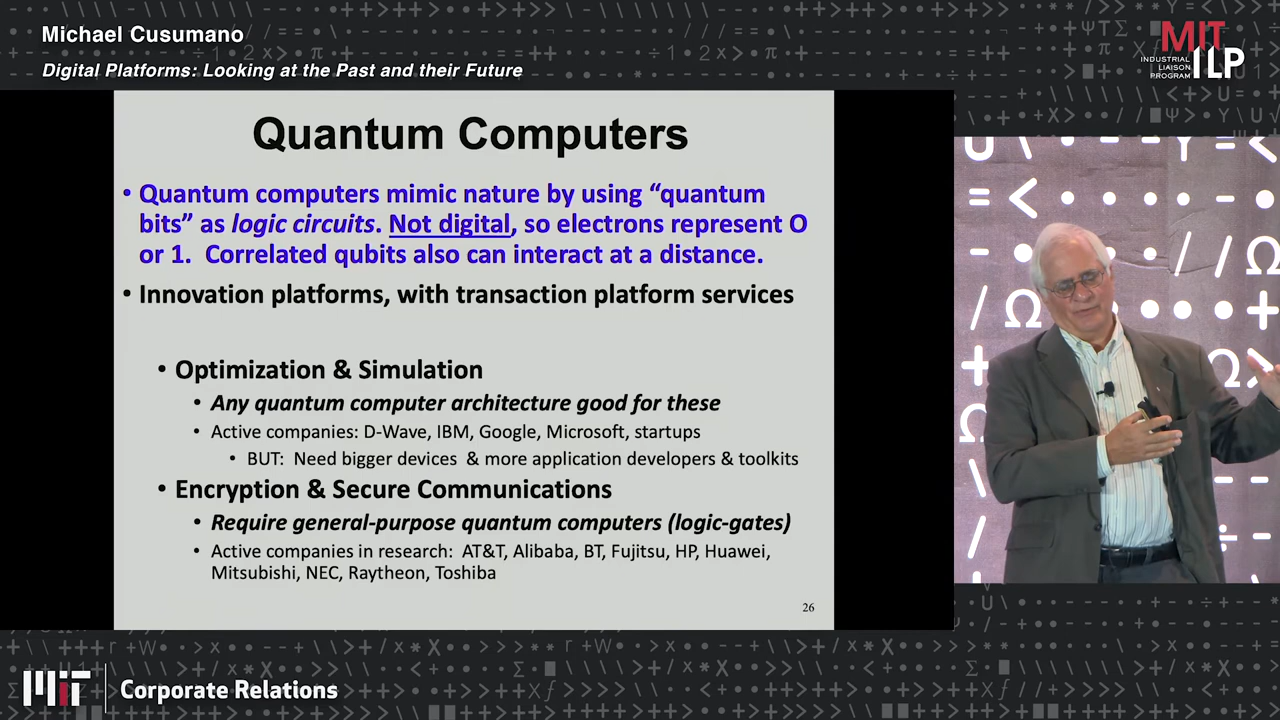 Michael Cusumano
Digital Platforms: Looking at the Past and their Future
MIT
INDUSTRIAL
LIAISON
PROGRAM
ILP
Quantum Computers
• Quantum computers mimic nature by using “quantum
bits” as logic circuits. Not digital, so electrons represent O
or 1. Correlated qubits also can interact at a distance.
• Innovation platforms, with transaction platform services
• Optimization & Simulation
• Any quantum computer architecture good for these
• Active companies: D-Wave, IBM, Google, Microsoft, startups
• BUT: Need bigger devices & more application developers & toolkits
• Encryption & Secure Communications
• Require general-purpose quantum computers (logic-gates)
• Active companies in research: AT&T, Alibaba, BT, Fujitsu, HP, Huawei,
Mitsubishi, NEC, Raytheon, Toshiba
26
MIT
Corporate Relations